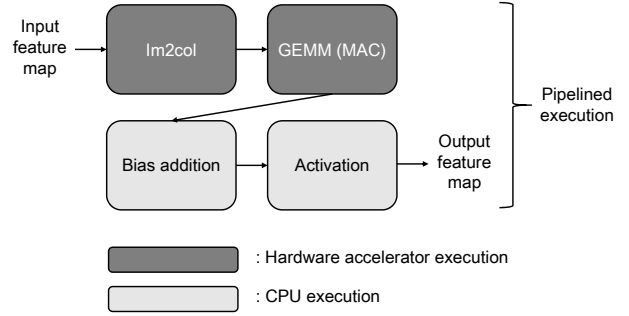 Input
feature
map
Im2col
GEMM (MAC)
Pipelined
execution
Bias addition
Activation
Output
feature
map
: Hardware accelerator execution
: CPU execution